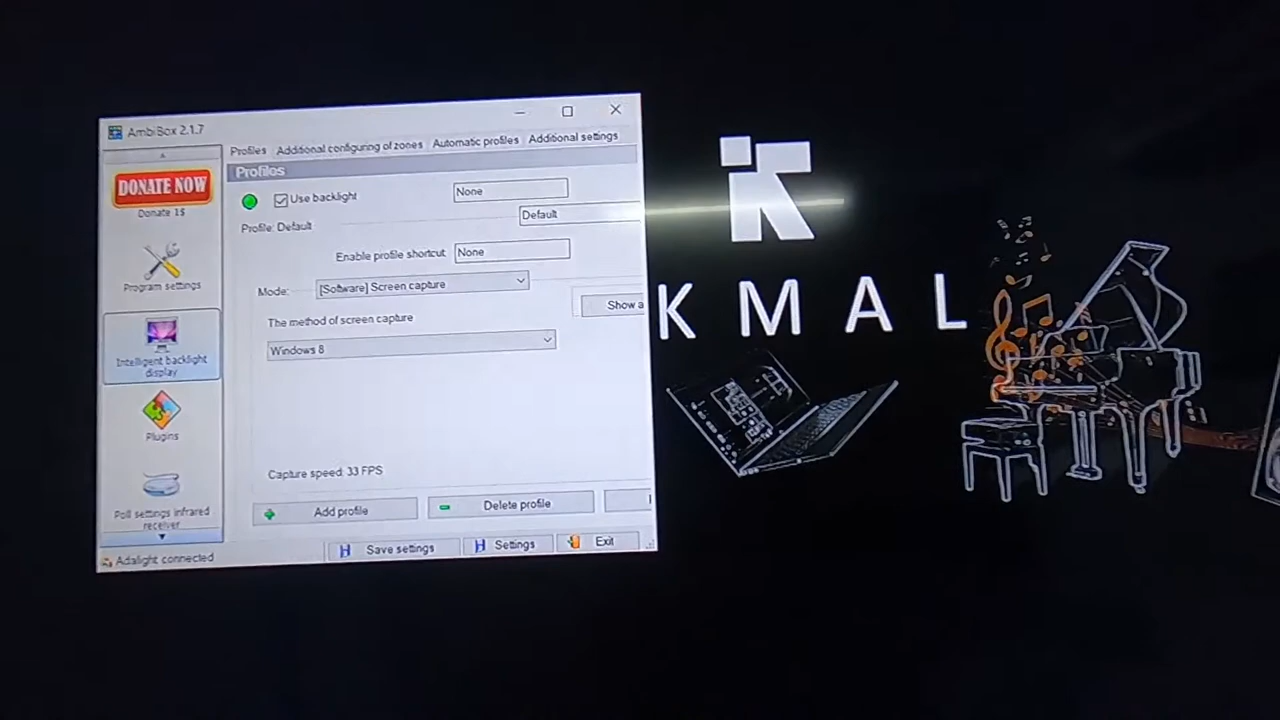 AmbiBox 2.1.7
Profiles Additional configuring of zones Automatic profiles Additional settings
Profiles
DONATE NOW
Donate 1$
Use backlight
None
Default
Profile: Default
Enable profile shortcut
None
Program settings
Mode:
[Software] Screen capture
Show a
The method of screen capture
Windows 8
Intelligent backlight
display
Plugins
Capture speed: 33 FPS
Poll settings infrared
receiver
Add profile
Delete profile
Adalight connected
Save settings
Settings
Exit
K M A L